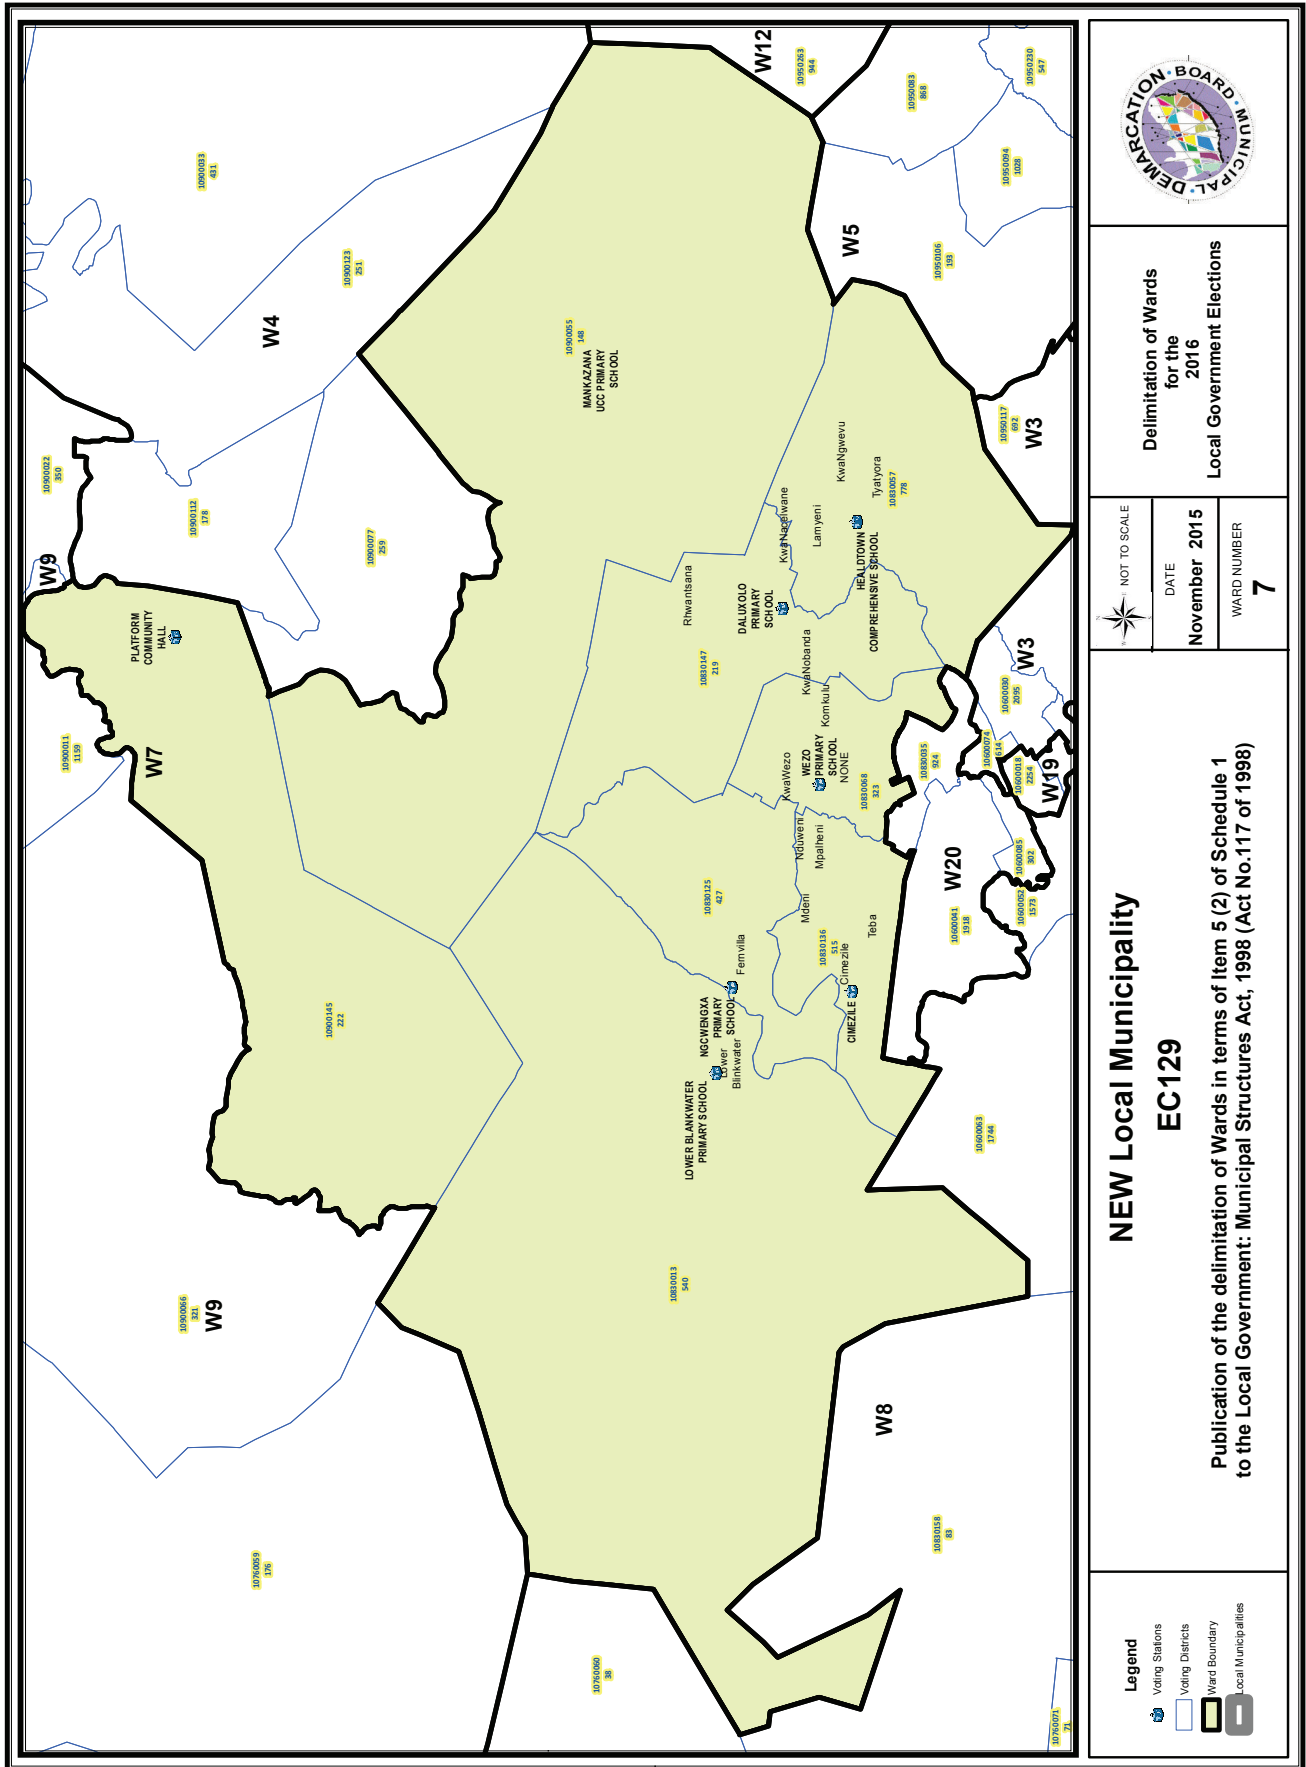 W9
10900033
431
10900123
251
W4
10900022
350
10900112
178
10900077
259
W9
PLATFORM
COMMUNITY
HALL
10900011
1159
W7
10900145
222
10900066
321
W9
10760059
176
10760060
38
10760071
71
W12
10950263
944
10950083
868
10950230
547
10950094
1028
W5
10950106
193
10900055
148
MANKAZANA
UCC PRIMARY
SCHOOL
10950117
692
W3
KwaNgwevu
Tyatyora
10830057
778
KwaNagelwane
Lamyeni
HEALDTOWN
COMPREHENSIVE SCHOOL
Rhwantsana
DALUXOLO
PRIMARY
SCHOOL
10830147
219
KwaNobanda
Komkulu
KwaWezo
WEZO
PRIMARY
SCHOOL
NONE
10830068
323
10830035
924
W3
10600030
2095
10600074
614
10600018
2254
W19
Nduweni
Mpalheni
10830125
427
Mdeni
Teba
10830136
515
Cimezile
CIMEZILE
Fernvilla
NGCWENGXA
PRIMARY
SCHOOL
Lower
Blinkwater
LOWER BLANKWATER
PRIMARY SCHOOL
W20
10600041
1918
10600085
302
10600052
1573
10600063
1744
10830013
540
W8
10830158
83
Legend
Voting Stations
Voting Districts
Ward Boundary
Local Municipalities
NEW Local Municipality
EC129
Publication of the delimitation of Wards in terms of Item 5 (2) of Schedule 1
to the Local Government: Municipal Structures Act, 1998 (Act No.117 of 1998)
NOT TO SCALE
DATE
November 2015
WARD NUMBER
7
Delimitation of Wards
for the
2016
Local Government Elections
MUNICIPAL · DEMARCATION · BOARD ·